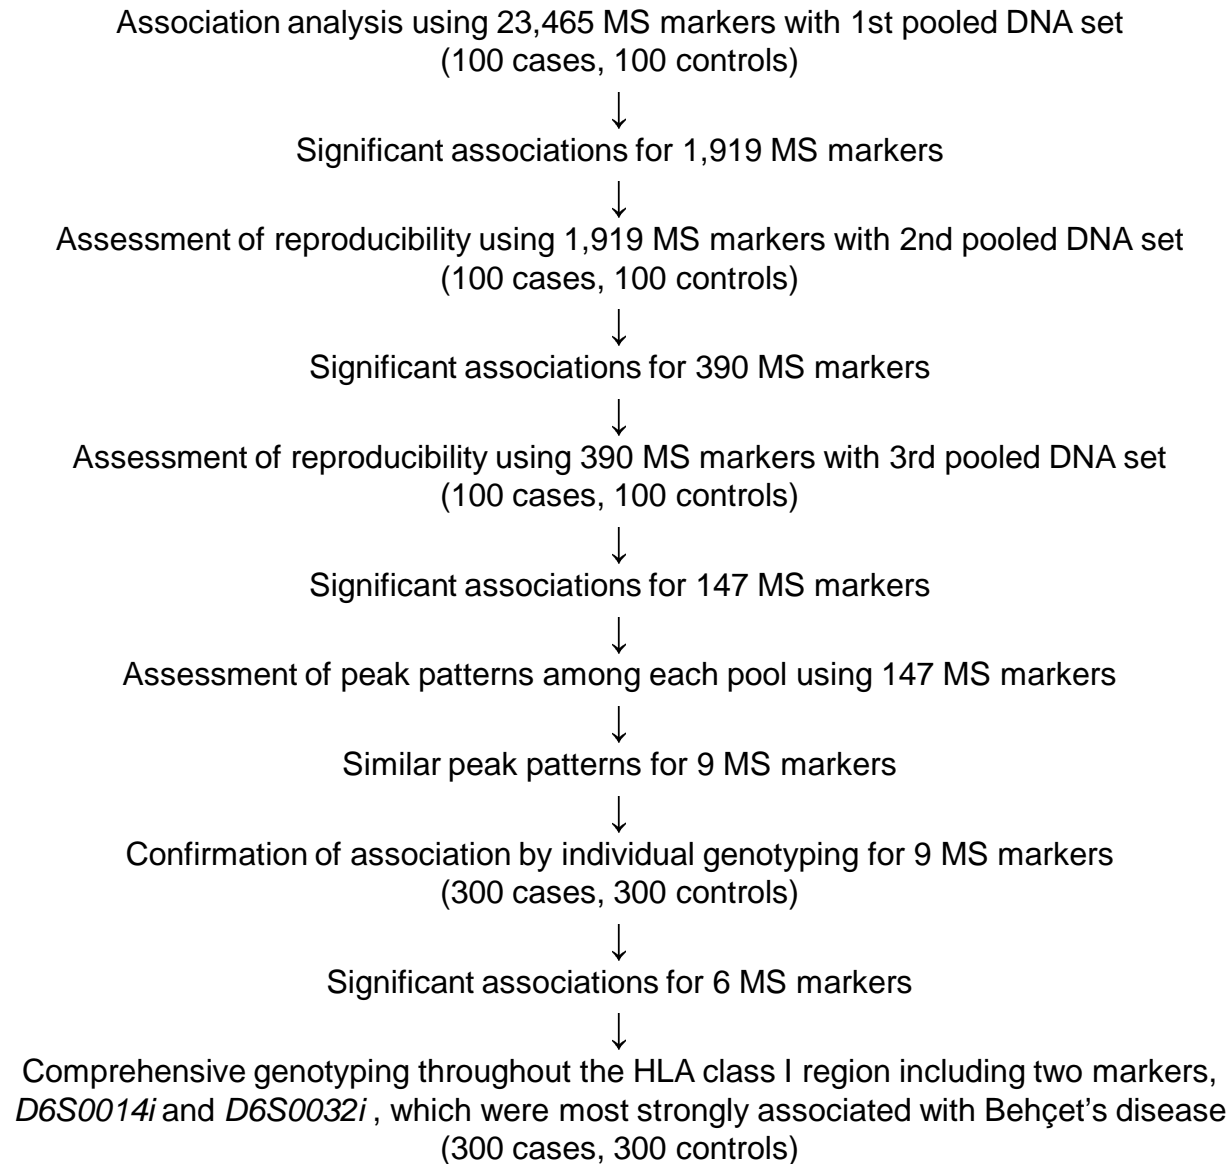 Association analysis using 23,465 MS markers with 1st pooled DNA set
(100 cases, 100 controls)
↓
Significant associations for 1,919 MS markers
↓
Assessment of reproducibility using 1,919 MS markers with 2nd pooled DNA set
(100 cases, 100 controls)
↓
Significant associations for 390 MS markers
↓
Assessment of reproducibility using 390 MS markers with 3rd pooled DNA set
(100 cases, 100 controls)
↓
Significant associations for 147 MS markers
↓
Assessment of peak patterns among each pool using 147 MS markers
↓
Similar peak patterns for 9 MS markers
↓
Confirmation of association by individual genotyping for 9 MS markers
(300 cases, 300 controls)
↓
Significant associations for 6 MS markers
↓
Comprehensive genotyping throughout the HLA class I region including two markers,
D6S0014i and D6S0032i, which were most strongly associated with Behçet's disease
(300 cases, 300 controls)